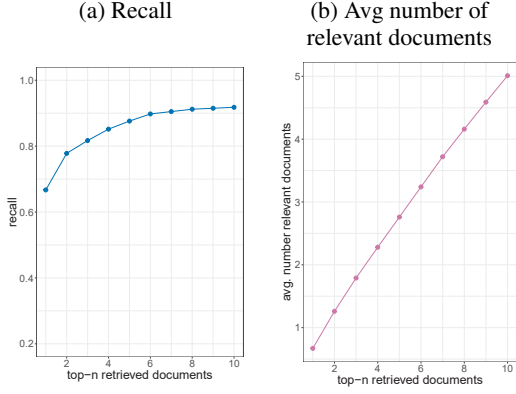 (a) Recall
1.0
0.8
0.6
0.4
0.2
recall
2 4 6 8 10
top−n retrieved documents
(b) Avg number of
relevant documents
5
4
3
2
1
avg. number relevant documents
2 4 6 8 10
top−n retrieved documents